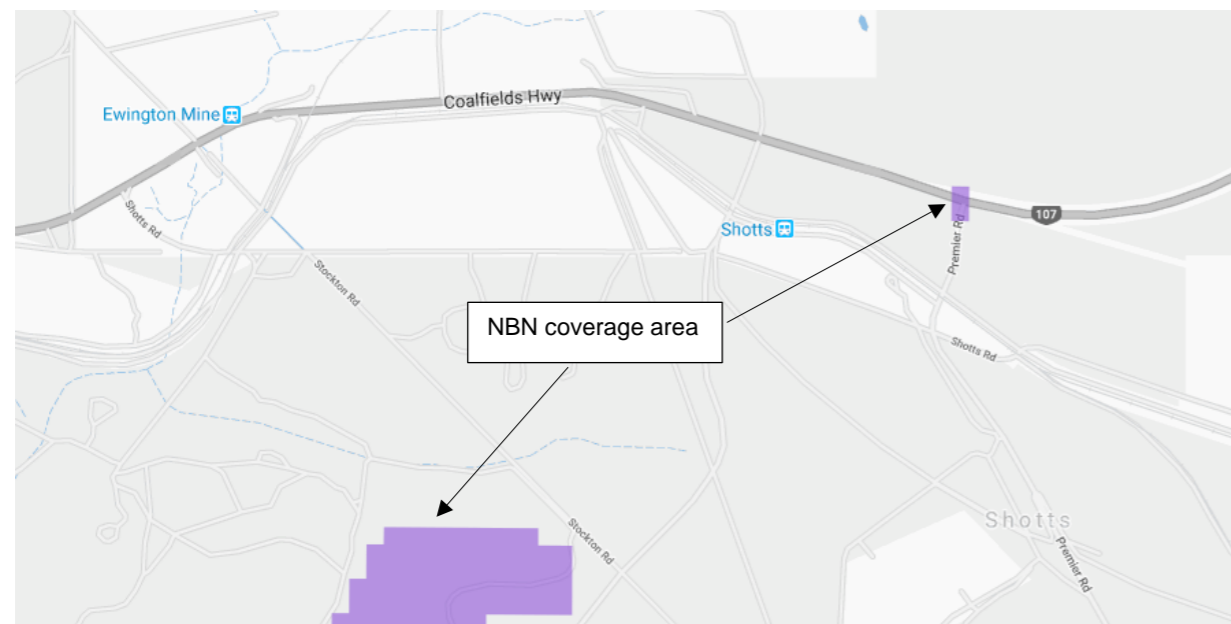 Coalfields Hwy
Ewington Mine
Shotts Rd
107
Premier Rd
Shotts
Stockton Rd
NBN coverage area
Shotts Rd
Shotts
Stockton Rd
Premier Rd